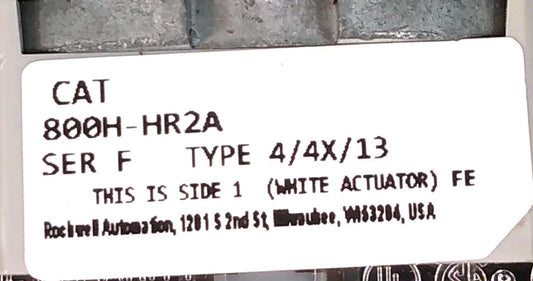 CAT
800H-HR2A
SER F TYPE 4/4X/13
THIS IS SIDE 1 (WHITE ACTUATOR) FE
Rockwell Automation, 1201 S 2nd St, Milwaukee, WI 53204, USA